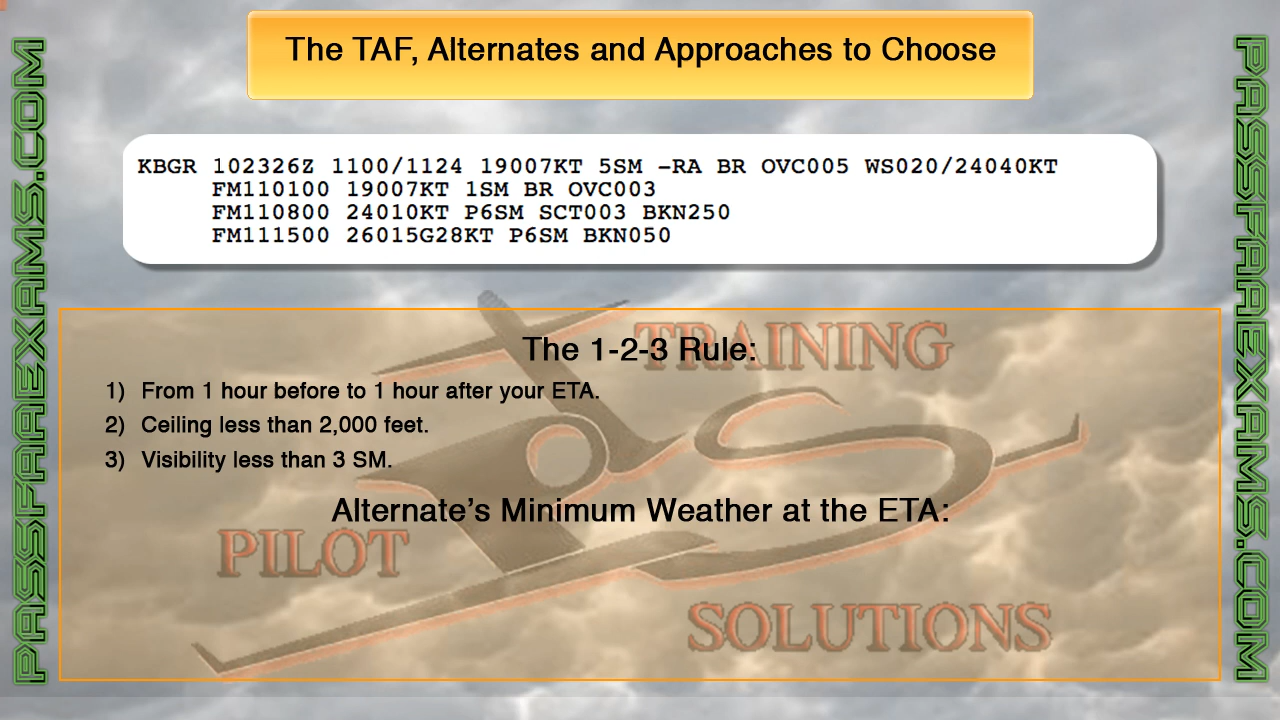 The TAF, Alternates and Approaches to Choose
KBGR 102326Z 1100/1124 19007KT 5SM -RA BR OVC005 WS020/24040KT
FM110100 19007KT 1SM BR OVC003
FM110800 24010KT P6SM SCT003 BKN250
FM111500 26015G28KT P6SM BKN050
The 1-2-3 Rule:
1) From 1 hour before to 1 hour after your ETA.
2) Ceiling less than 2,000 feet.
3) Visibility less than 3 SM.
Alternate’s Minimum Weather at the ETA:
TRAINING
PILOT
SOLUTIONS
PASSFAAEXAMS.COM
PASSFAAEXAMS.COM